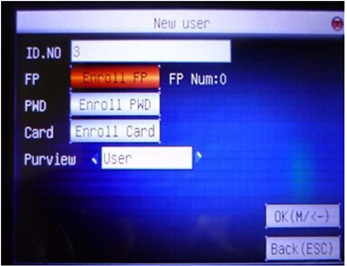 New user
ID.NO 3
FP Enroll FP FP Num:0
PWD Enroll PWD
Card Enroll Card
Purview User
OK(M/<-)
Back(ESC)